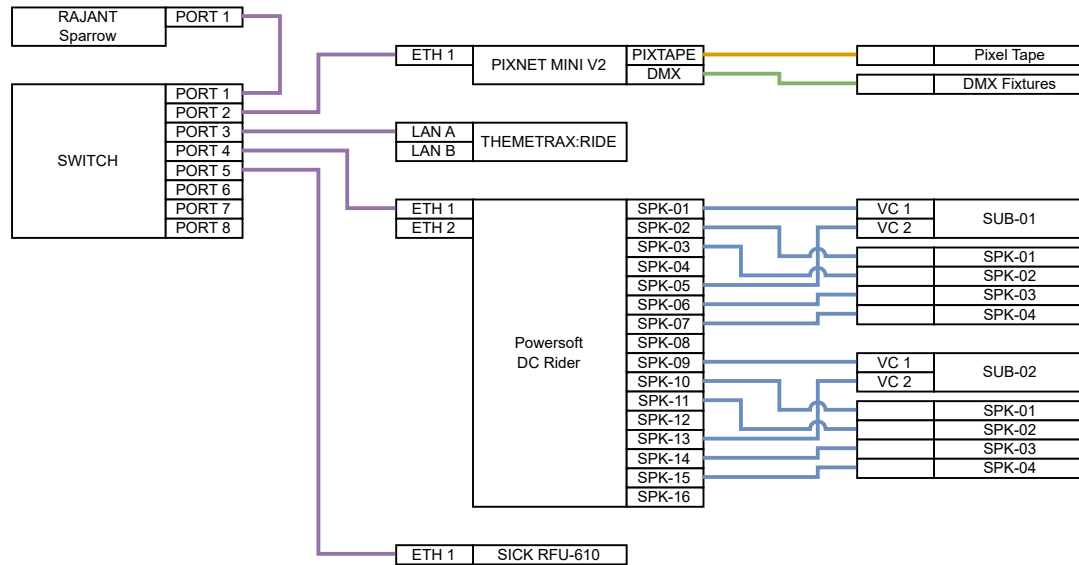 RAJANT
Sparrow
PORT 1
SWITCH
PORT 1
PORT 2
PORT 3
PORT 4
PORT 5
PORT 6
PORT 7
PORT 8
ETH 1
PIXNET MINI V2
PIXTAPE
DMX
Pixel Tape
DMX Fixtures
LAN A
LAN B
THEMETRAX:RIDE
ETH 1
ETH 2
Powersoft
DC Rider
SPK-01
SPK-02
SPK-03
SPK-04
SPK-05
SPK-06
SPK-07
SPK-08
SPK-09
SPK-10
SPK-11
SPK-12
SPK-13
SPK-14
SPK-15
SPK-16
VC 1
VC 2
SUB-01
SPK-01
SPK-02
SPK-03
SPK-04
VC 1
VC 2
SUB-02
SPK-01
SPK-02
SPK-03
SPK-04
ETH 1
SICK RFU-610